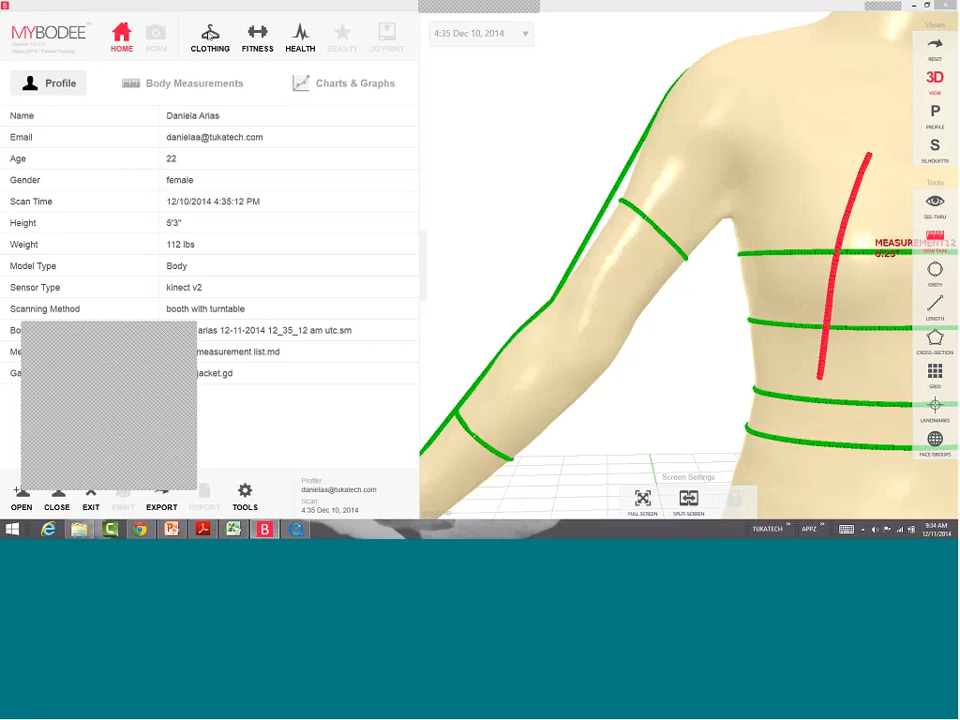 MYBODEE
HOME
SCAN
CLOTHING
FITNESS
HEALTH
BEAUTY
3D PRINT
Profile
Body Measurements
Charts & Graphs
Name Daniela Arias
Email danielaa@tukatech.com
Age 22
Gender female
Scan Time 12/10/2014 4:35:12 PM
Height 5'3"
Weight 112 lbs
Model Type Body
Sensor Type kinect v2
Scanning Method booth with turntable
Bo arias 12-11-2014 12_35_12 am utc.sm
Me measurement list.md
Ga jacket.gd
OPEN
CLOSE
EXIT
PRINT
EXPORT
REPORT
TOOLS
Profile:
danielaa@tukatech.com
Scan:
4:35 Dec 10, 2014
4:35 Dec 10, 2014
MEASUREMENT12
Views
RESET
3D
VIEW
P
PROFILE
S
SILHOUETTE
Tools
SEE-THRU
VIEW TAPE
GIRTH
LENGTH
CROSS-SECTION
GRID
LANDMARKS
FACE GROUPS
Screen Settings
FULL SCREEN
SPLIT-SCREEN
TUKATECH
APPZ
9:34 AM
12/11/2014